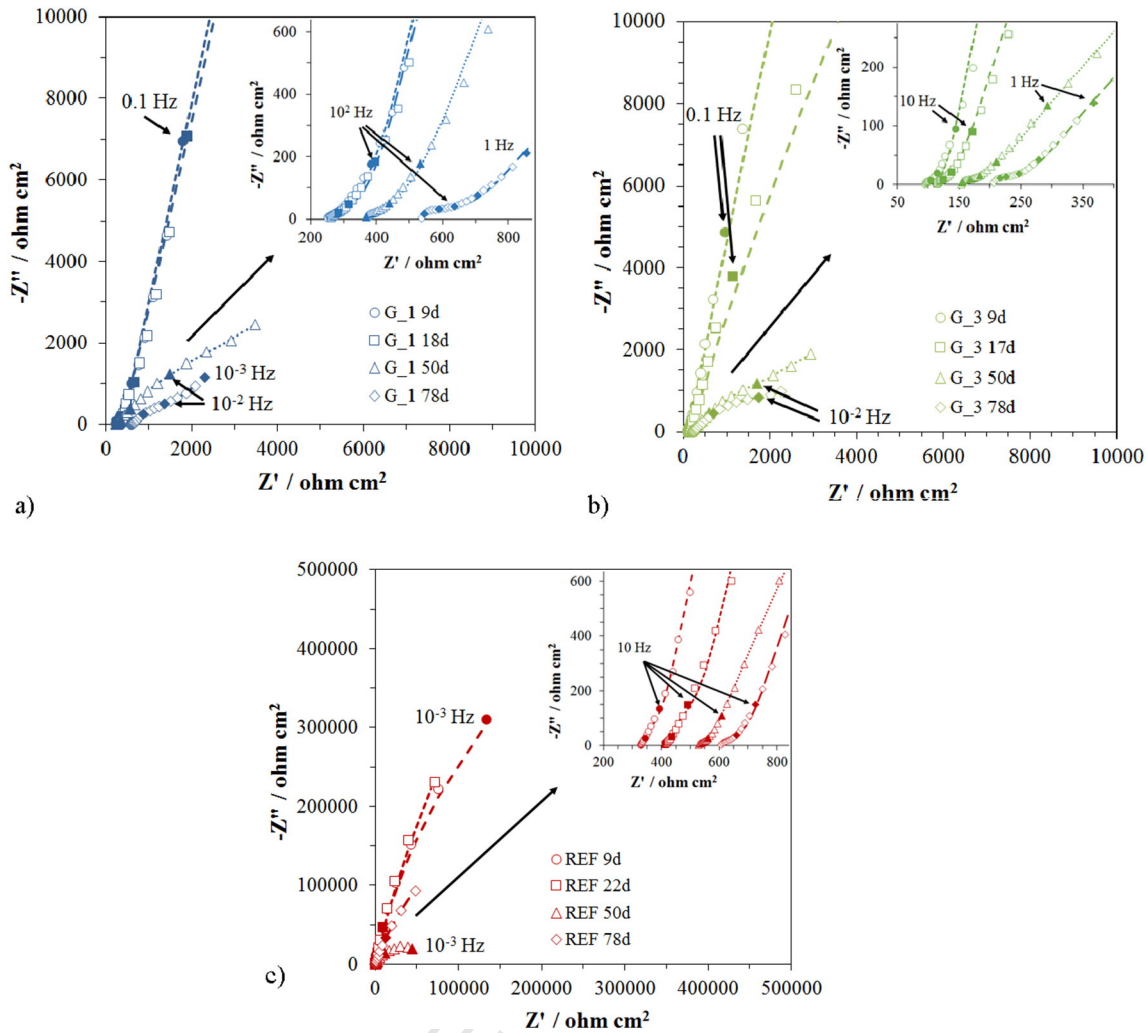 10000
8000
6000
4000
2000
0
-Z" / ohm cm²
0 2000 4000 6000 8000 10000
Z' / ohm cm²
0.1 Hz
10⁻³ Hz
10⁻² Hz
G_1 9d
G_1 18d
G_1 50d
G_1 78d
600
400
200
0
-Z" / ohm cm²
200 400 600 800
Z' / ohm cm²
10² Hz
1 Hz
a)
10000
8000
6000
4000
2000
0
-Z" / ohm cm²
0 2000 4000 6000 8000 10000
Z' / ohm cm²
0.1 Hz
10⁻² Hz
G_3 9d
G_3 17d
G_3 50d
G_3 78d
200
100
0
-Z" / ohm cm²
50 150 250 350
Z' / ohm cm²
10 Hz
1 Hz
b)
500000
400000
300000
200000
100000
0
-Z" / ohm cm²
0 100000 200000 300000 400000 500000
Z' / ohm cm²
10⁻³ Hz
10⁻³ Hz
REF 9d
REF 22d
REF 50d
REF 78d
600
400
200
0
-Z" / ohm cm²
200 400 600 800
Z' / ohm cm²
10 Hz
c)